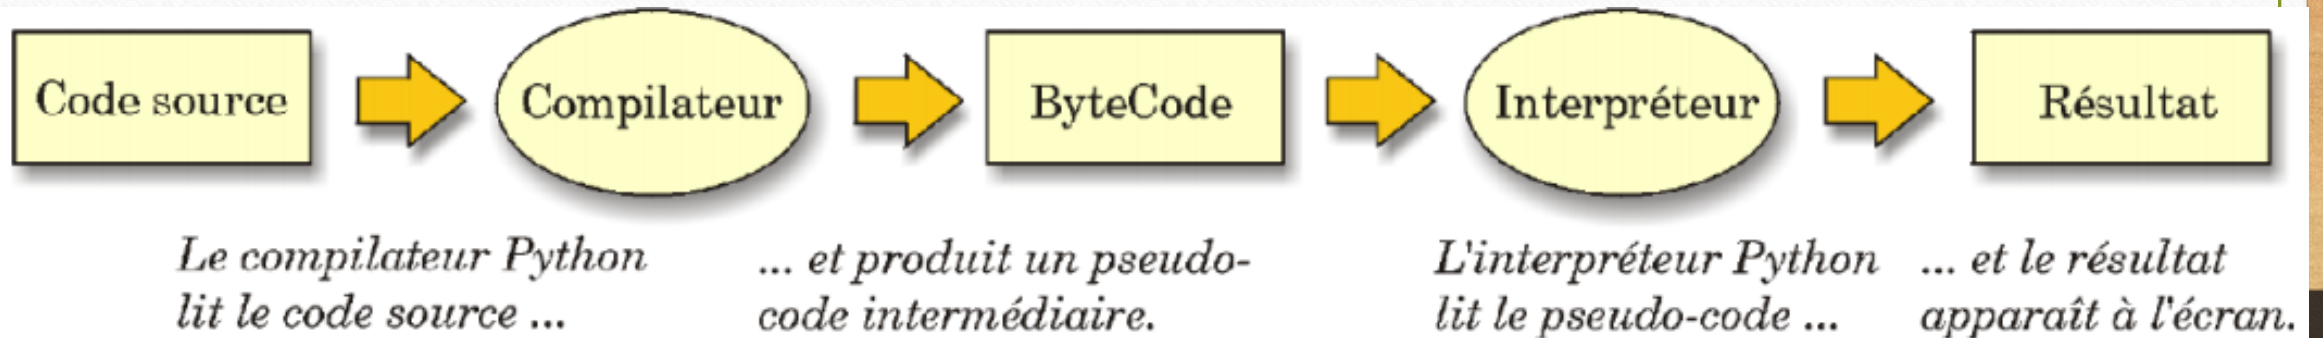 Code source
Compilateur
ByteCode
Interpréteur
Résultat
Le compilateur Python
lit le code source ...
... et produit un pseudo-
code intermédiaire.
L'interpréteur Python
lit le pseudo-code ...
... et le résultat
apparaît à l'écran.